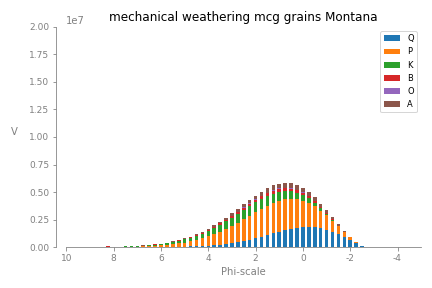 mechanical weathering mcg grains Montana
1e7
2.00
1.75
1.50
1.25
1.00
0.75
0.50
0.25
0.00
V
Q
P
K
B
O
A
10 8 6 4 2 0 -2 -4
Phi-scale